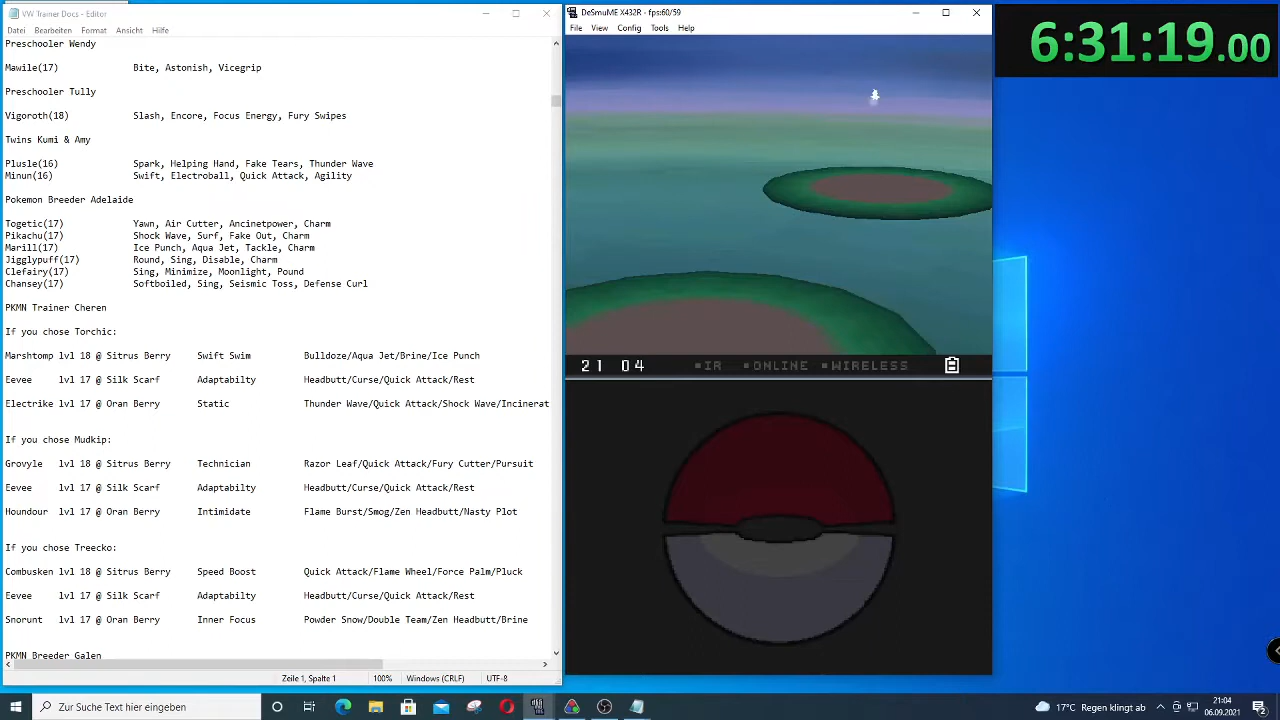 VW Trainer Docs - Editor
Datei Bearbeiten Format Ansicht Hilfe
Preschooler Wendy
Mawile(17) Bite, Astonish, Vicegrip
Preschooler Tully
Vigoroth(18) Slash, Encore, Focus Energy, Fury Swipes
Twins Kumi & Amy
Plusle(16) Spark, Helping Hand, Fake Tears, Thunder Wave
Minun(16) Swift, Electroball, Quick Attack, Agility
Pokemon Breeder Adelaide
Togetic(17) Yawn, Air Cutter, Ancinetpower, Charm
Pikachu(17) Shock Wave, Surf, Fake Out, Charm
Marill(17) Ice Punch, Aqua Jet, Tackle, Charm
Jigglypuff(17) Round, Sing, Disable, Charm
Clefairy(17) Sing, Minimize, Moonlight, Pound
Chansey(17) Softboiled, Sing, Seismic Toss, Defense Curl
PKMN Trainer Cheren
If you chose Torchic:
Marshtomp lvl 18 @ Sitrus Berry Swift Swim Bulldoze/Aqua Jet/Brine/Ice Punch
Eevee lvl 17 @ Silk Scarf Adaptabilty Headbutt/Curse/Quick Attack/Rest
Electrike lvl 17 @ Oran Berry Static Thunder Wave/Quick Attack/Shock Wave/Incinerat
If you chose Mudkip:
Grovyle lvl 18 @ Sitrus Berry Technician Razor Leaf/Quick Attack/Fury Cutter/Pursuit
Eevee lvl 17 @ Silk Scarf Adaptabilty Headbutt/Curse/Quick Attack/Rest
Houndour lvl 17 @ Oran Berry Intimidate Flame Burst/Smog/Zen Headbutt/Nasty Plot
If you chose Treecko:
Combusken lvl 18 @ Sitrus Berry Speed Boost Quick Attack/Flame Wheel/Force Palm/Pluck
Eevee lvl 17 @ Silk Scarf Adaptabilty Headbutt/Curse/Quick Attack/Rest
Snorunt lvl 17 @ Oran Berry Inner Focus Powder Snow/Double Team/Zen Headbutt/Brine
PKMN Breeder Galen
Zeile 1, Spalte 1 100% Windows (CRLF) UTF-8
DeSmuME X432R - fps:60/59
File View Config Tools Help
21 04 IR ONLINE WIRELESS
6:31:19.00
Zur Suche Text hier eingeben
17°C Regen klingt ab
21:04
06.09.2021
2